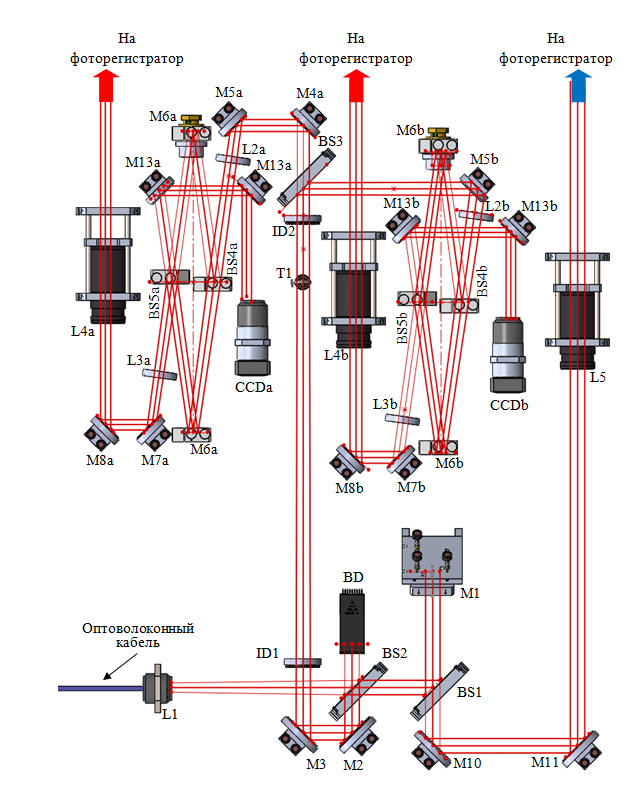 На
фоторегистратор
На
фоторегистратор
На
фоторегистратор
M5a
M4a
M6a
BS3
M6b
L2a
M13a
M13a
M5b
L2b
M13b
M13b
ID2
T1
BS4a
BS5a
BS4b
BS5b
L4a
L4b
L3a
CCDa
L5
CCDb
L3b
M8a
M7a
M6a
M8b
M7b
M6b
BD
M1
Оптоволоконный
кабель
ID1
BS2
BS1
L1
M3
M2
M10
M11